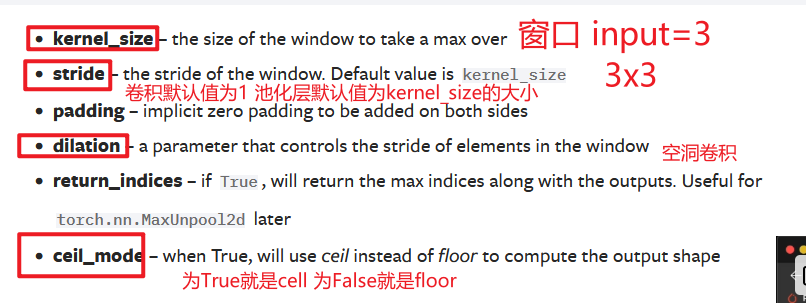 kernel_size – the size of the window to take a max over 窗口 input=3
stride – the stride of the window. Default value is kernel_size 3x3
卷积默认值为1 池化层默认值为kernel_size的大小
padding – implicit zero padding to be added on both sides
dilation – a parameter that controls the stride of elements in the window 空洞卷积
return_indices – if True, will return the max indices along with the outputs. Useful for
torch.nn.MaxUnpool2d later
ceil_mode – when True, will use ceil instead of floor to compute the output shape
为True就是cell 为False就是floor